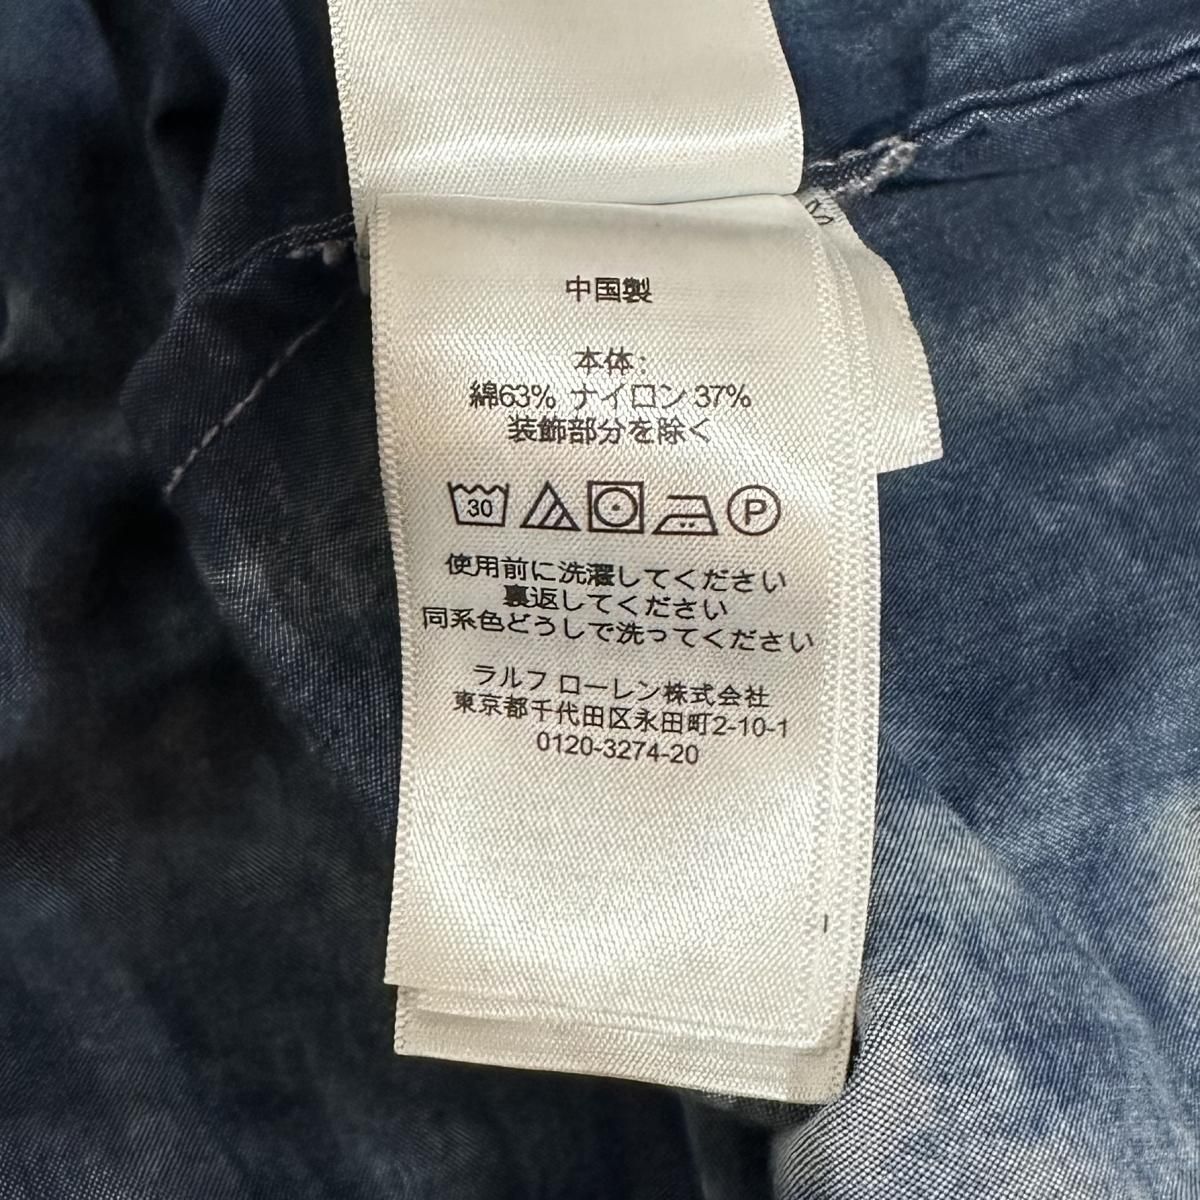 中国製
本体:
綿63% ナイロン 37%
装飾部分を除く
30 P
使用前に洗濯してください
裏返してください
同系色どうしで洗ってください
ラルフ ローレン株式会社
東京都千代田区永田町2-10-1
0120-3274-20